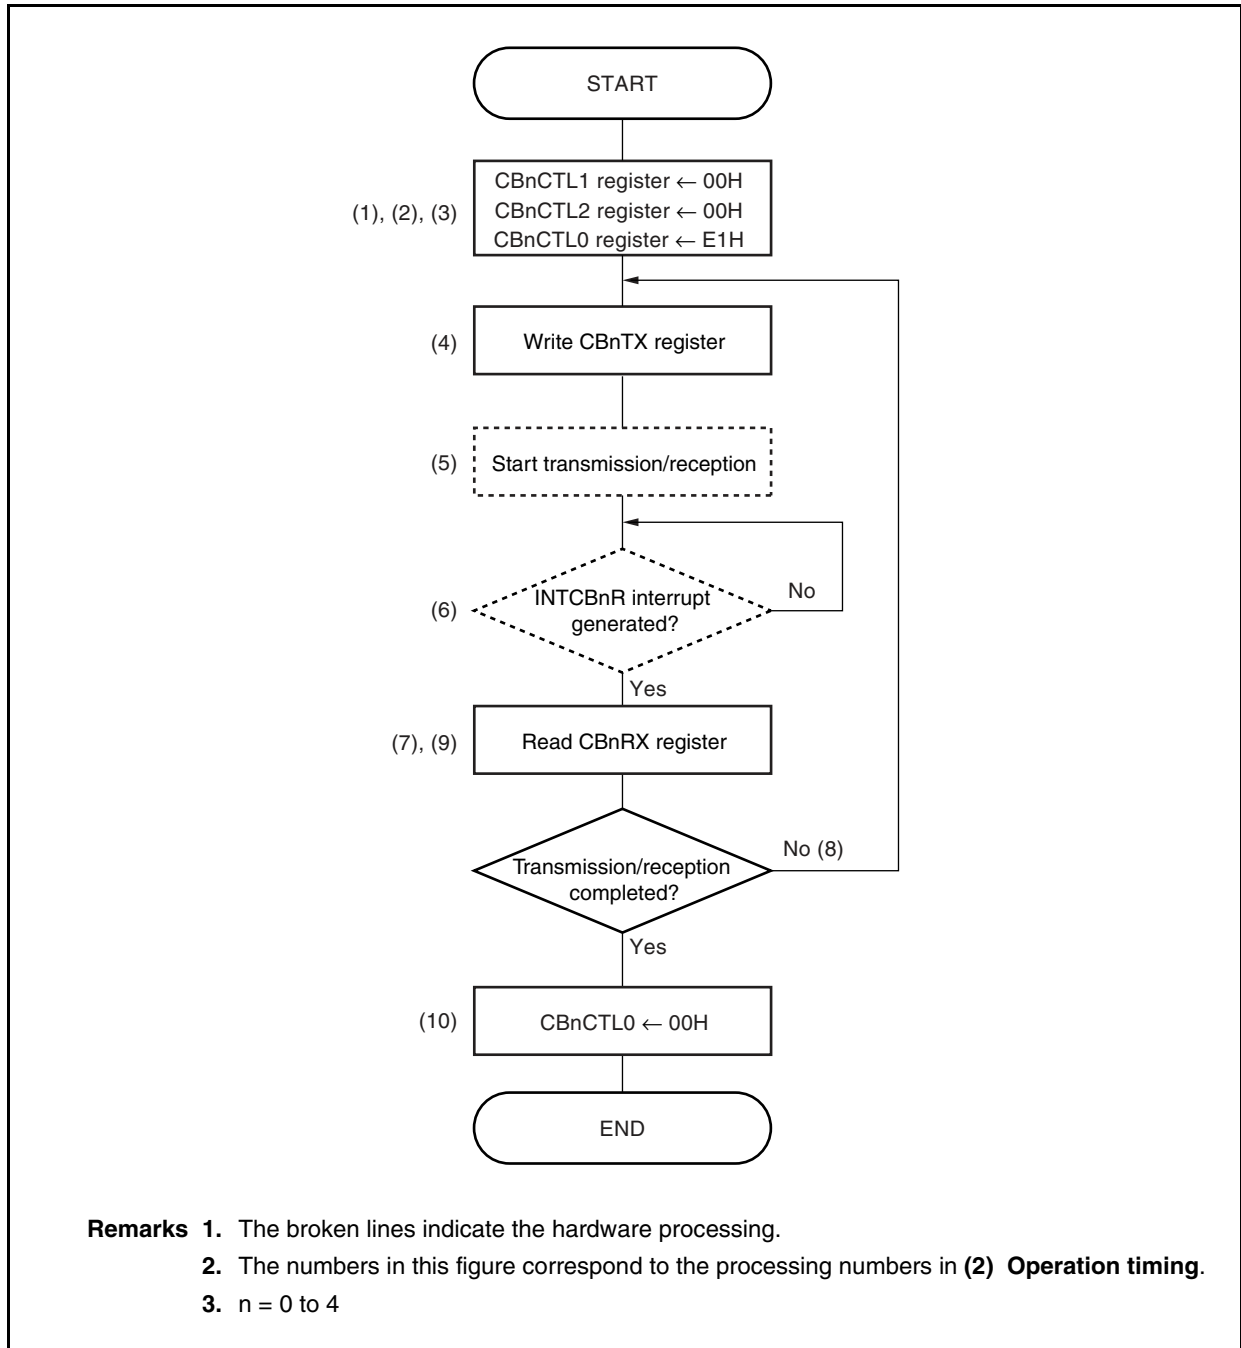 START
(1), (2), (3)
CBnCTL1 register ← 00H
CBnCTL2 register ← 00H
CBnCTL0 register ← E1H
(4)
Write CBnTX register
(5)
Start transmission/reception
(6)
INTCBnR interrupt
generated?
No
Yes
(7), (9)
Read CBnRX register
Transmission/reception
completed?
No (8)
Yes
(10)
CBnCTL0 ← 00H
END
Remarks 1. The broken lines indicate the hardware processing.
2. The numbers in this figure correspond to the processing numbers in (2) Operation timing.
3. n = 0 to 4